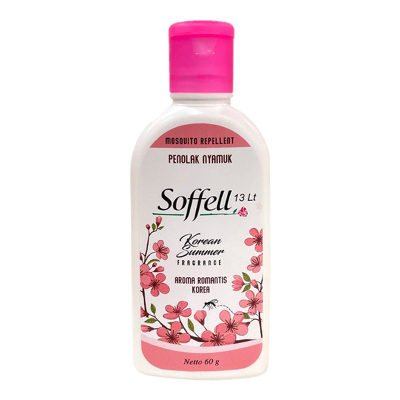 MOSQUITO REPELLENT
PENOLAK NYAMUK
Soffell 13 Lt
Korean
Summer
FRAGRANCE
AROMA ROMANTIS
KOREA
Netto 60 g